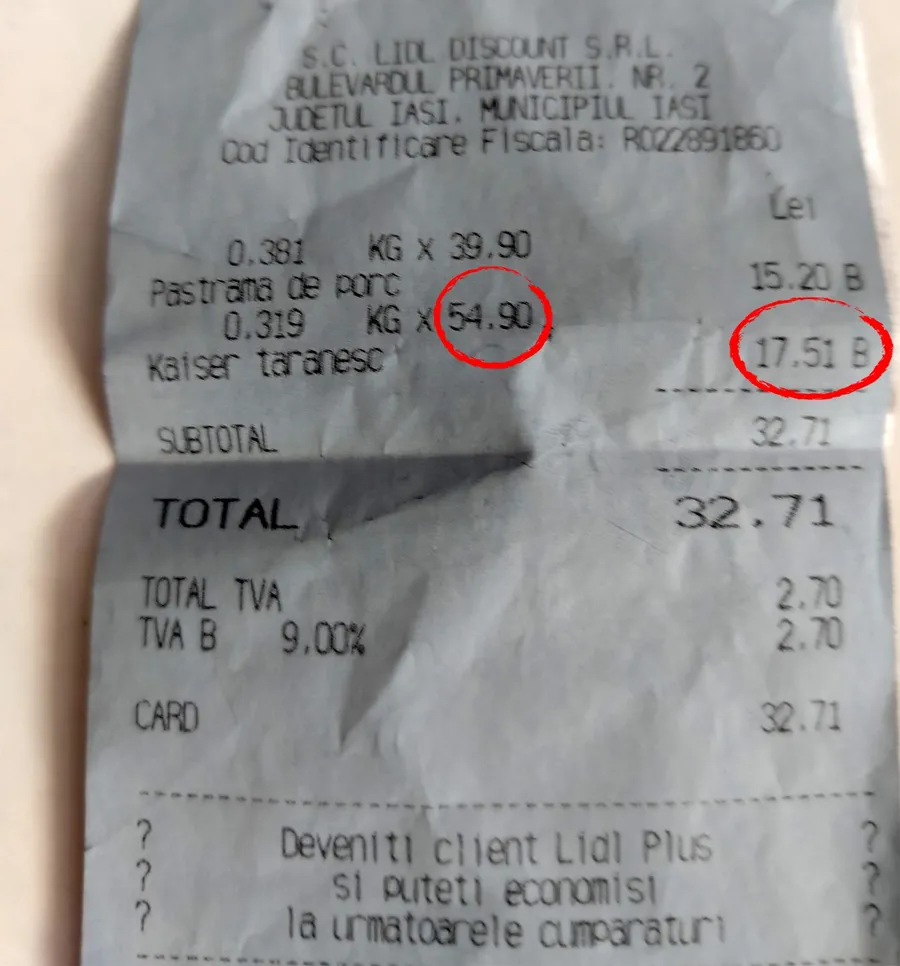 S.C. LIDL DISCOUNT S.R.L.
BULEVARDUL PRIMAVERII. NR. 2
JUDETUL IASI. MUNICIPIUL IASI
Cod Identificare Fiscala: RO22891860
Lei
0.381 KG X 39.90
Pastrama de porc 15.20 B
0.319 KG X 54.90
Kaiser taranesc 17.51 B
SUBTOTAL 32.71
TOTAL 32.71
TOTAL TVA 2.70
TVA B 9.00% 2.70
CARD 32.71
? Deveniti client Lidl Plus ?
? si puteti economisi ?
? la urmatoarele cumparaturi ?